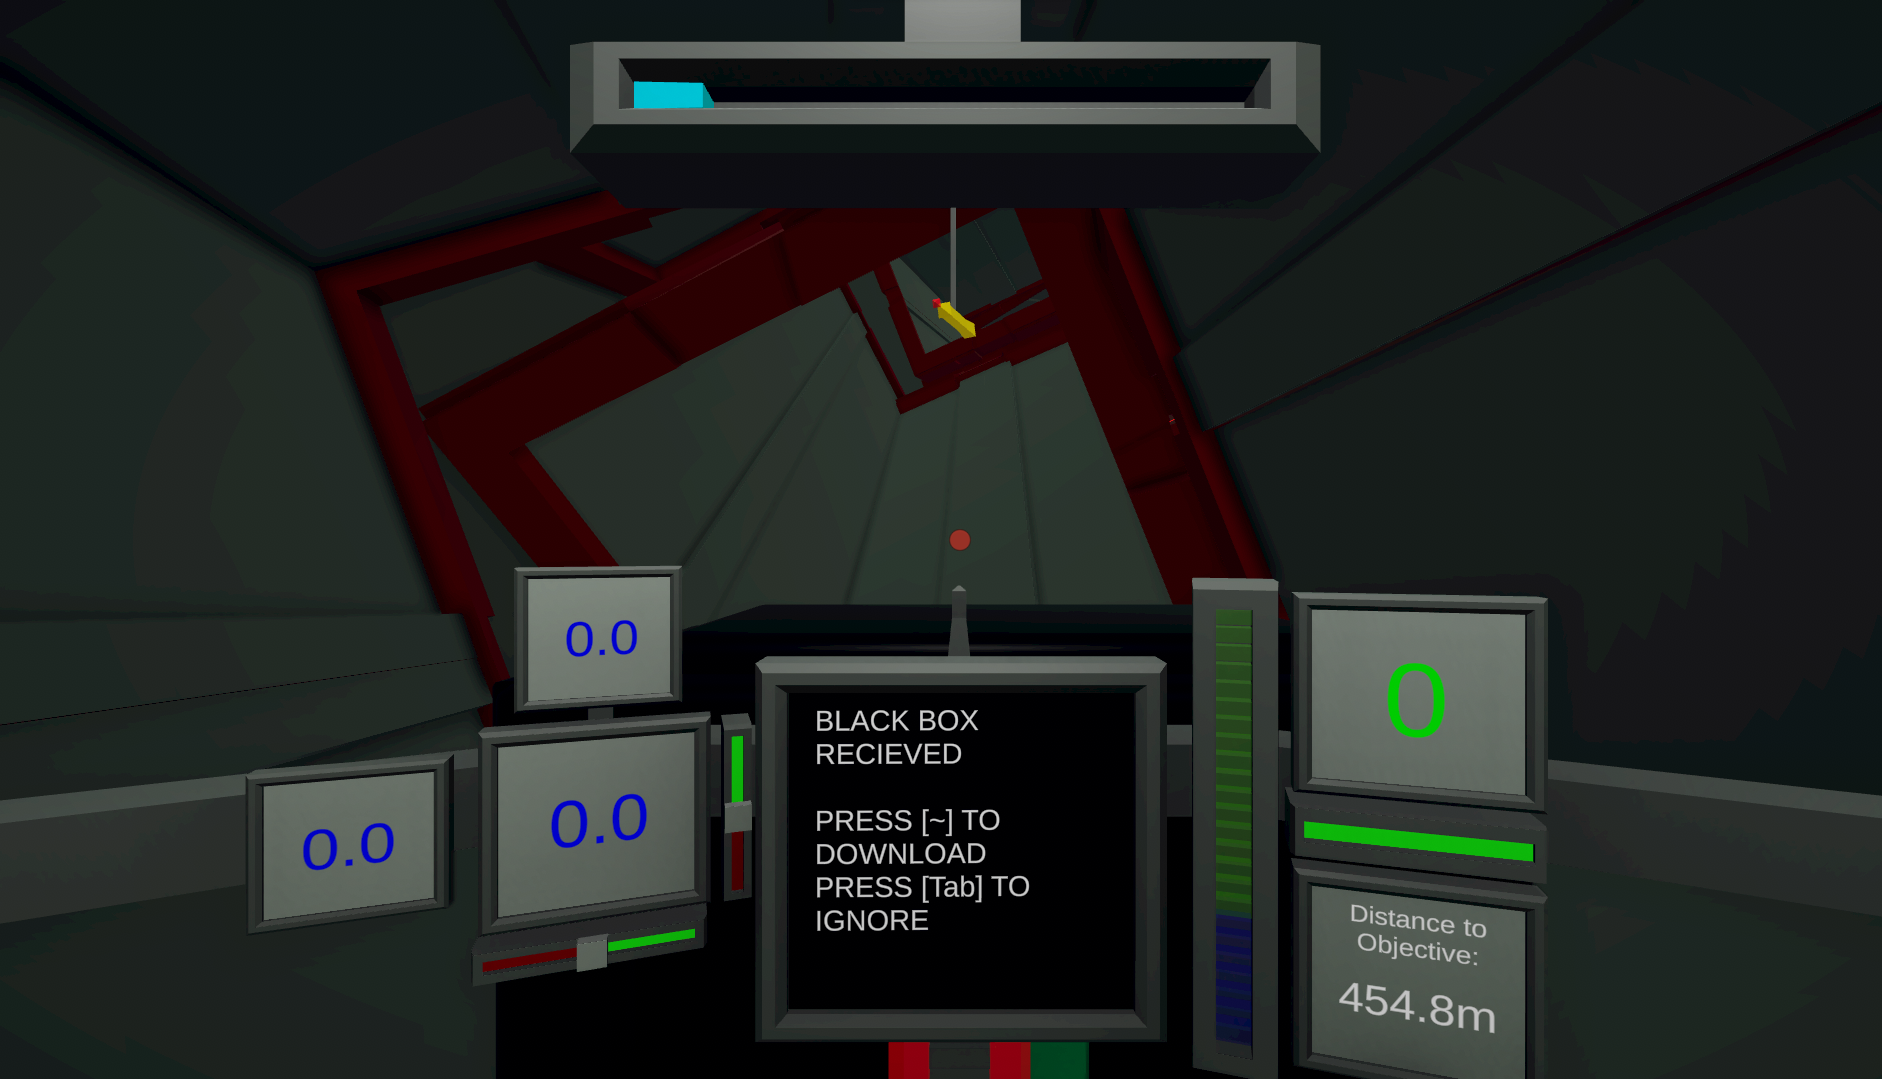 0.0
0.0
0.0
BLACK BOX
RECIEVED
PRESS [~] TO
DOWNLOAD
PRESS [Tab] TO
IGNORE
0
Distance to
Objective:
454.8m